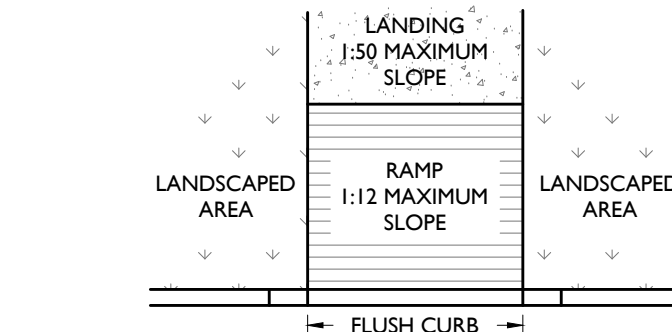 LANDING
1:50 MAXIMUM
SLOPE
LANDSCAPED
AREA
RAMP
1:12 MAXIMUM
SLOPE
LANDSCAPED
AREA
FLUSH CURB